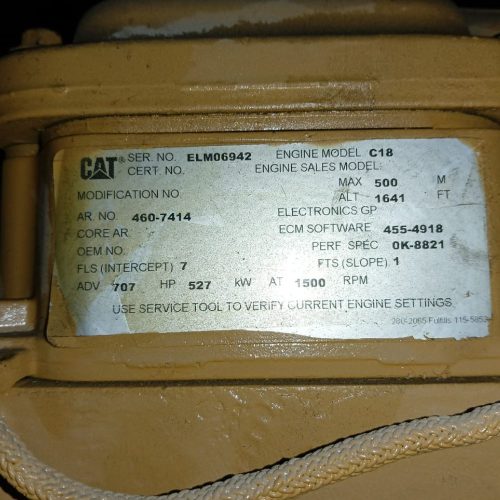 CAT® SER. NO. ELM06942 ENGINE MODEL C18
CERT. NO. ENGINE SALES MODEL:
MODIFICATION NO. MAX 500 M
ALT 1641 FT
AR. NO. 460-7414 ELECTRONICS GP
CORE AR. ECM SOFTWARE 455-4918
OEM NO. PERF. SPEC 0K-8821
FLS (INTERCEPT) 7 FTS (SLOPE) 1
ADV 707 HP 527 kW AT 1500 RPM
USE SERVICE TOOL TO VERIFY CURRENT ENGINE SETTINGS.